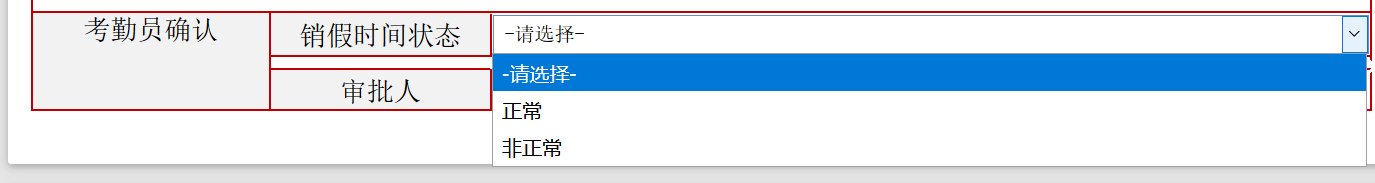 考勤员确认
销假时间状态
-请选择-
-请选择-
正常
非正常
审批人